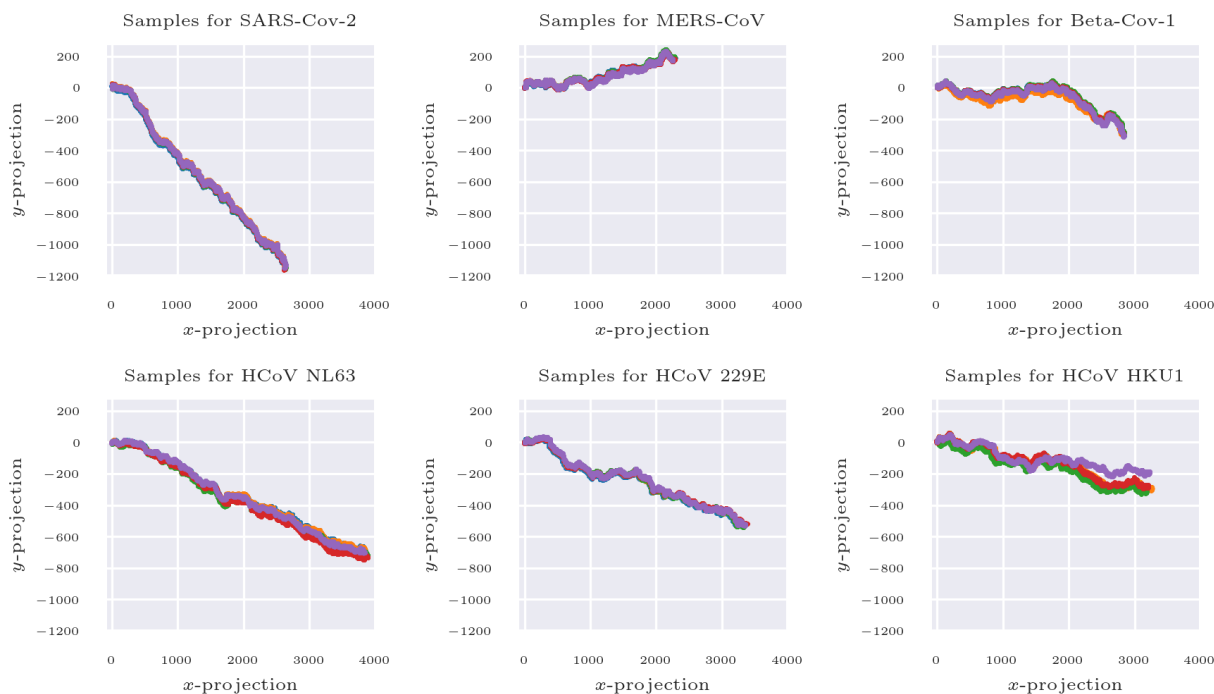 Samples for SARS-Cov-2
Samples for MERS-CoV
Samples for Beta-Cov-1
200
0
−200
−400
−600
−800
−1000
−1200
0 1000 2000 3000 4000
x-projection
y-projection
200
0
−200
−400
−600
−800
−1000
−1200
0 1000 2000 3000 4000
x-projection
y-projection
200
0
−200
−400
−600
−800
−1000
−1200
0 1000 2000 3000 4000
x-projection
y-projection
Samples for HCoV NL63
Samples for HCoV 229E
Samples for HCoV HKU1
200
0
−200
−400
−600
−800
−1000
−1200
0 1000 2000 3000 4000
x-projection
y-projection
200
0
−200
−400
−600
−800
−1000
−1200
0 1000 2000 3000 4000
x-projection
y-projection
200
0
−200
−400
−600
−800
−1000
−1200
0 1000 2000 3000 4000
x-projection
y-projection